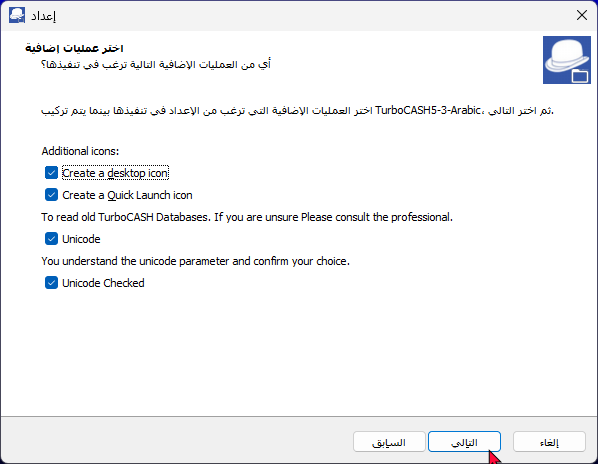 إعداد
اختر عمليات إضافية
أي من العمليات الإضافية التالية ترغب في تنفيذها؟
اختر العمليات الإضافية التي ترغب من الإعداد في تنفيذها بينما يتم تركيب TurboCASH5-3-Arabic، ثم اختر التالي.
Additional icons:
Create a desktop icon
Create a Quick Launch icon
To read old TurboCASH Databases. If you are unsure Please consult the professional.
Unicode
You understand the unicode parameter and confirm your choice.
Unicode Checked
السابق
التالي
إلغاء